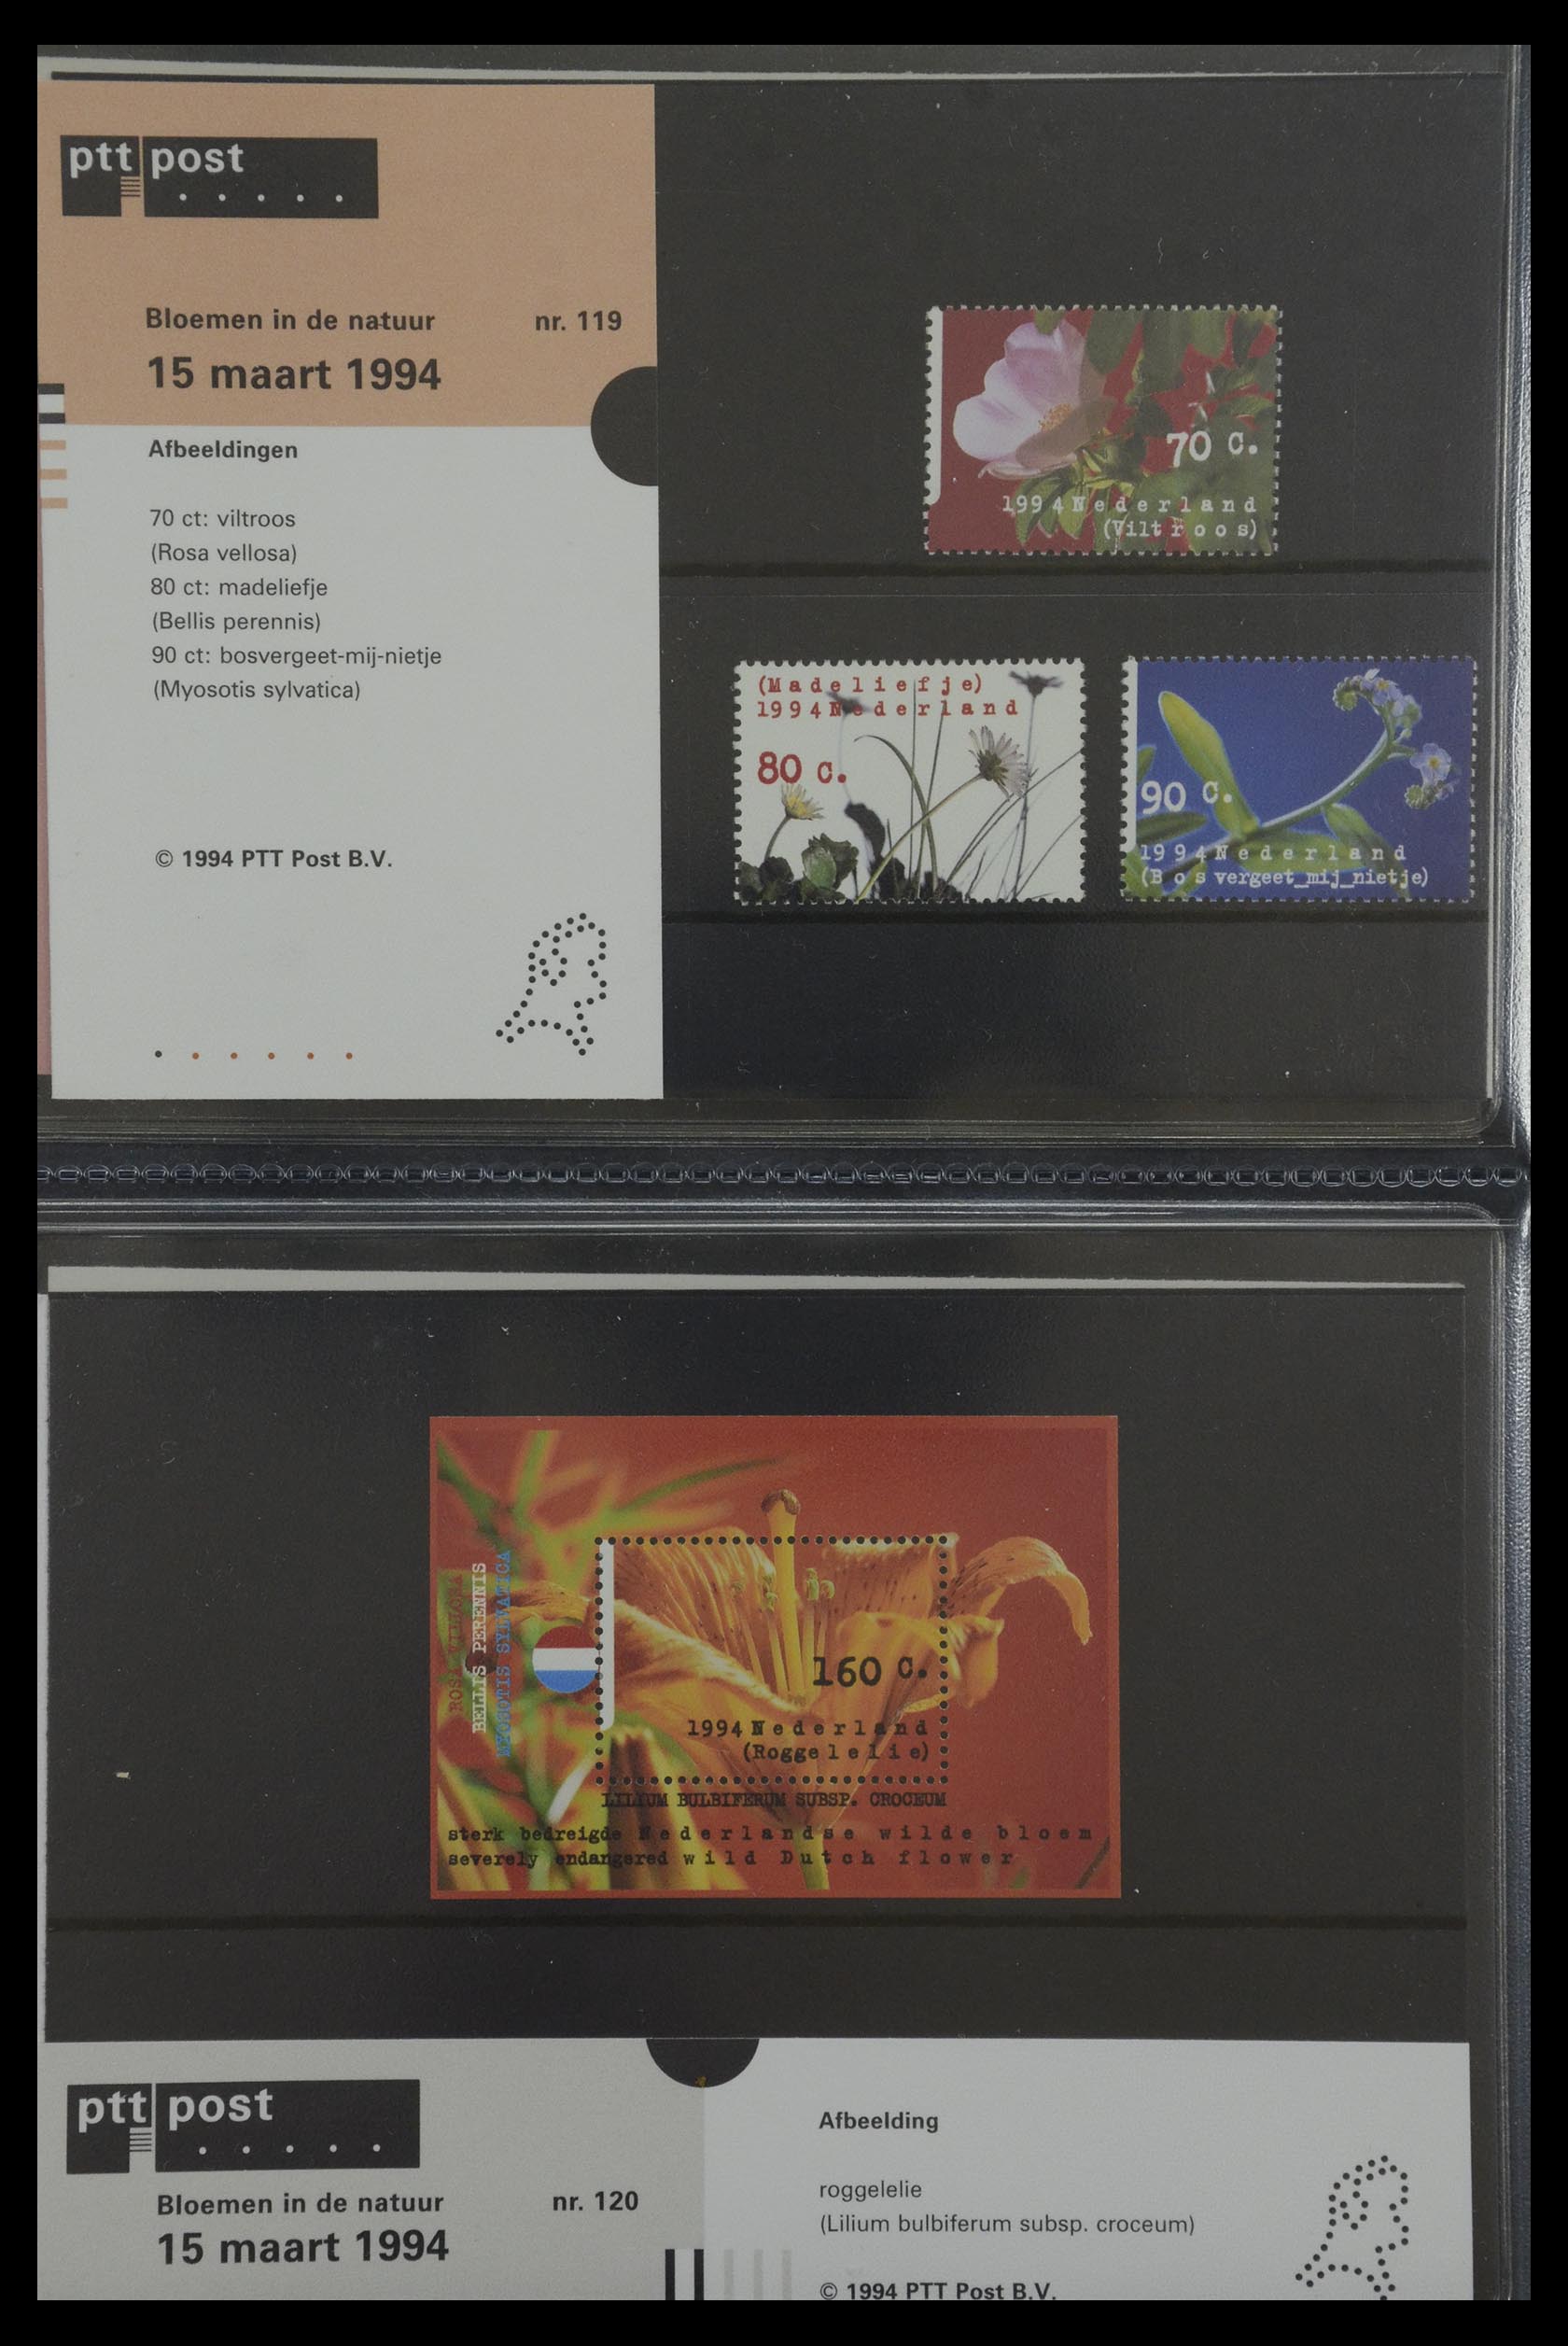 ptt post
Bloemen in de natuur nr. 119
15 maart 1994
Afbeeldingen
70 ct: viltroos
(Rosa vellosa)
80 ct: madeliefje
(Bellis perennis)
90 ct: bosvergeet-mij-nietje
(Myosotis sylvatica)
© 1994 PTT Post B.V.
70 c.
1994 Nederland
(Viltroos)
(Madeliefje)
1994 Nederland
80 c.
90 c.
1994 Nederland
(Bosvergeet_mij_nietje)
ROSA
BELLIS PERENNIS
MYOSOTIS SYLVATICA
160 c.
1994 Nederland
(Roggelelie)
LILIUM BULBIFERUM SUBSP. CROCEUM
sterk bedreigde Nederlandse wilde bloem
severely endangered wild Dutch flower
ptt post
Bloemen in de natuur nr. 120
15 maart 1994
Afbeelding
roggelelie
(Lilium bulbiferum subsp. croceum)
© 1994 PTT Post B.V.